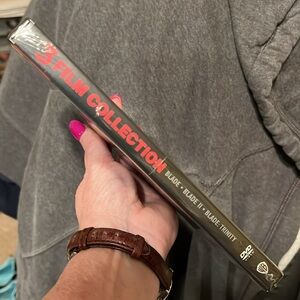 3 FILM COLLECTION
BLADE • BLADE II • BLADE: TRINITY
DVD